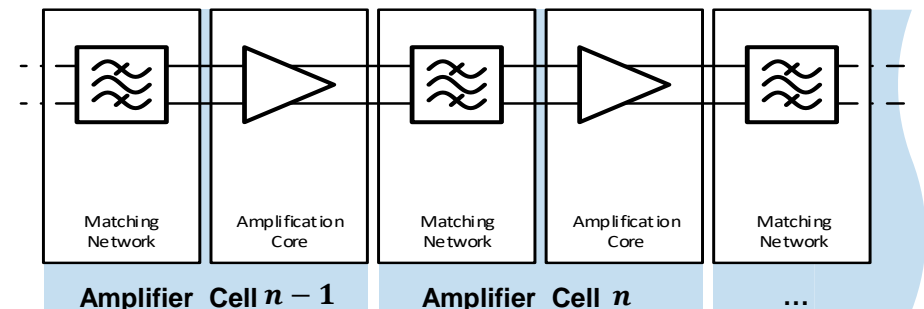 Matching
Network
Amplification
Core
Matching
Network
Amplification
Core
Matching
Network
Amplifier Cell n − 1
Amplifier Cell n
...